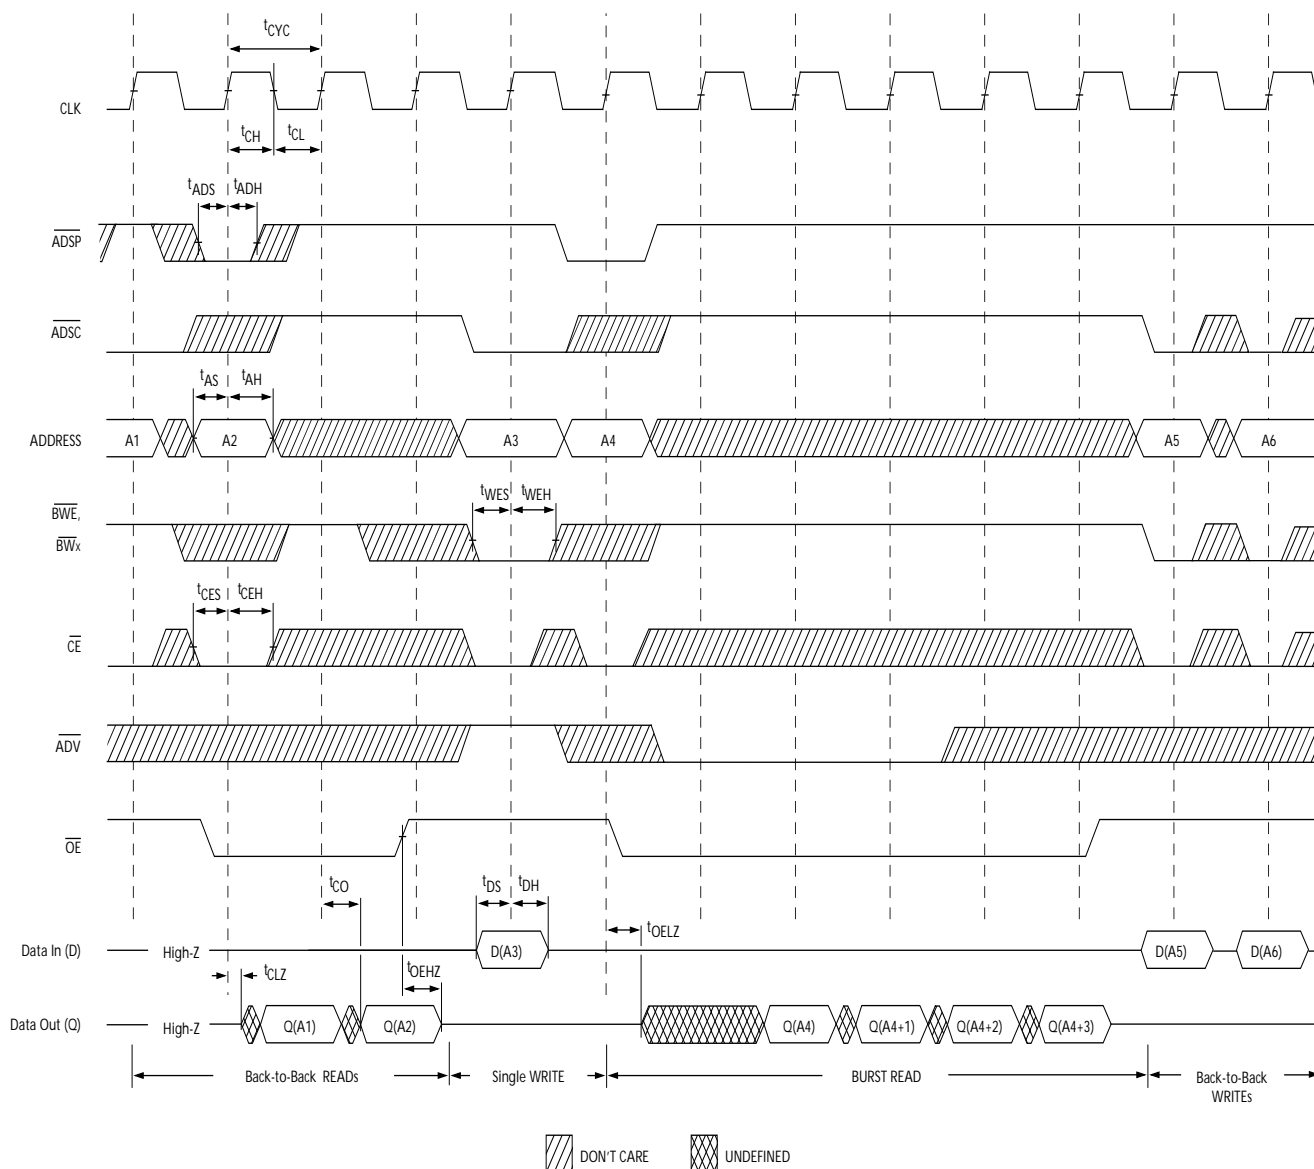 tCYC
CLK
tCH
tCL
tADS
tADH
ADSP
ADSC
tAS
tAH
ADDRESS
A1
A2
A3
A4
A5
A6
tWES
tWEH
BWE,
BWx
tCES
tCEH
CE
ADV
OE
tCO
tDS
tDH
tOELZ
Data In (D)
High-Z
D(A3)
D(A5)
D(A6)
tCLZ
tOEHZ
Data Out (Q)
High-Z
Q(A1)
Q(A2)
Q(A4)
Q(A4+1)
Q(A4+2)
Q(A4+3)
Back-to-Back READs
Single WRITE
BURST READ
Back-to-Back
WRITEs
DON'T CARE
UNDEFINED